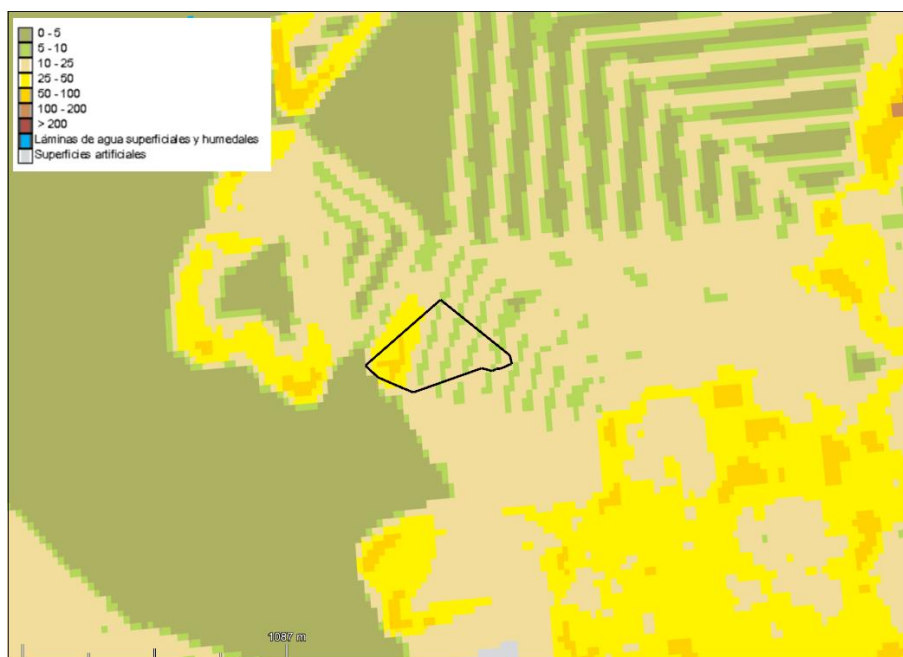 0 - 5
5 - 10
10 - 25
25 - 50
50 - 100
100 - 200
> 200
Láminas de agua superficiales y humedales
Superficies artificiales
1087 m